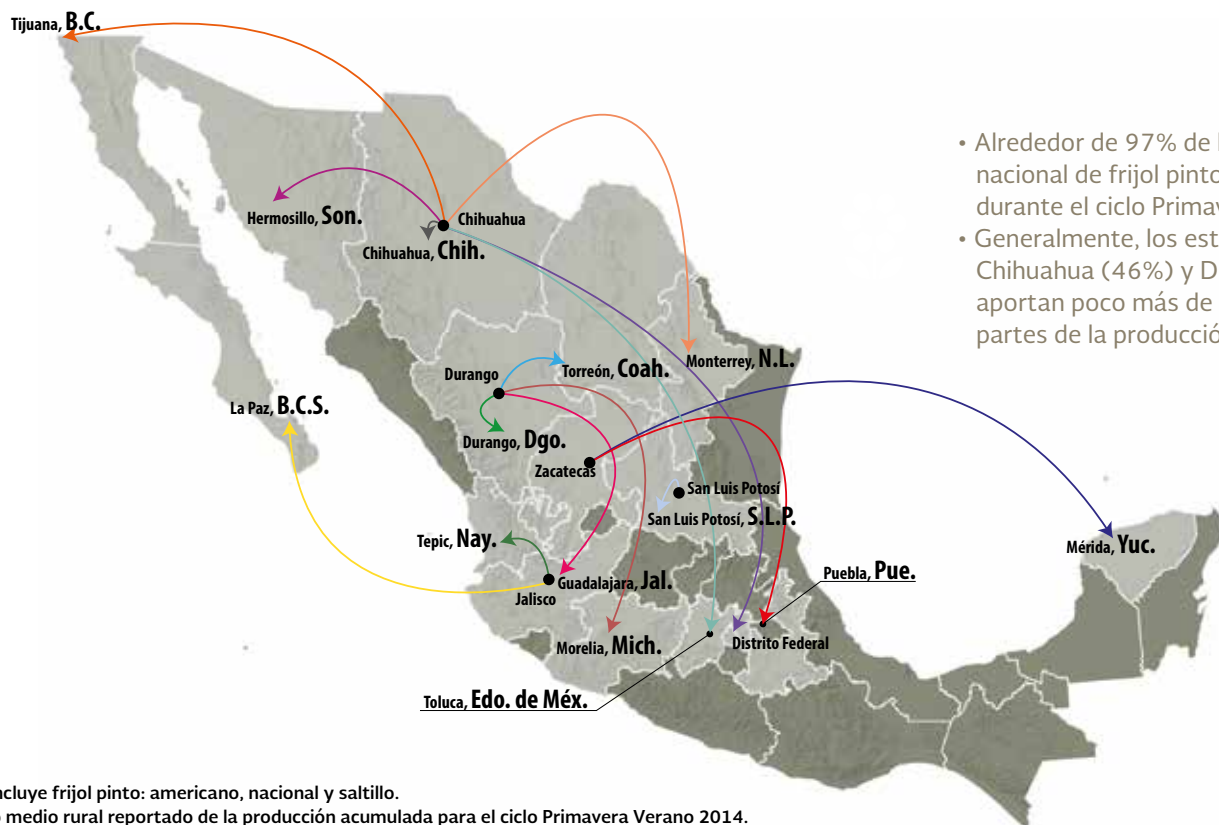 Tijuana, B.C.
• Alrededor de 97% de l
nacional de frijol pinto
durante el ciclo Primav
• Generalmente, los est
Chihuahua (46%) y D
aportan poco más de
partes de la producció
Hermosillo, Son.
Chihuahua
Chihuahua, Chih.
Monterrey, N.L.
Durango
Torreón, Coah.
La Paz, B.C.S.
Durango, Dgo.
Zacatecas
San Luis Potosí
San Luis Potosí, S.L.P.
Tepic, Nay.
Mérida, Yuc.
Puebla, Pue.
Guadalajara, Jal.
Jalisco
Morelia, Mich.
Distrito Federal
Toluca, Edo. de Méx.
ncluye frijol pinto: americano, nacional y saltillo.
o medio rural reportado de la producción acumulada para el ciclo Primavera Verano 2014.